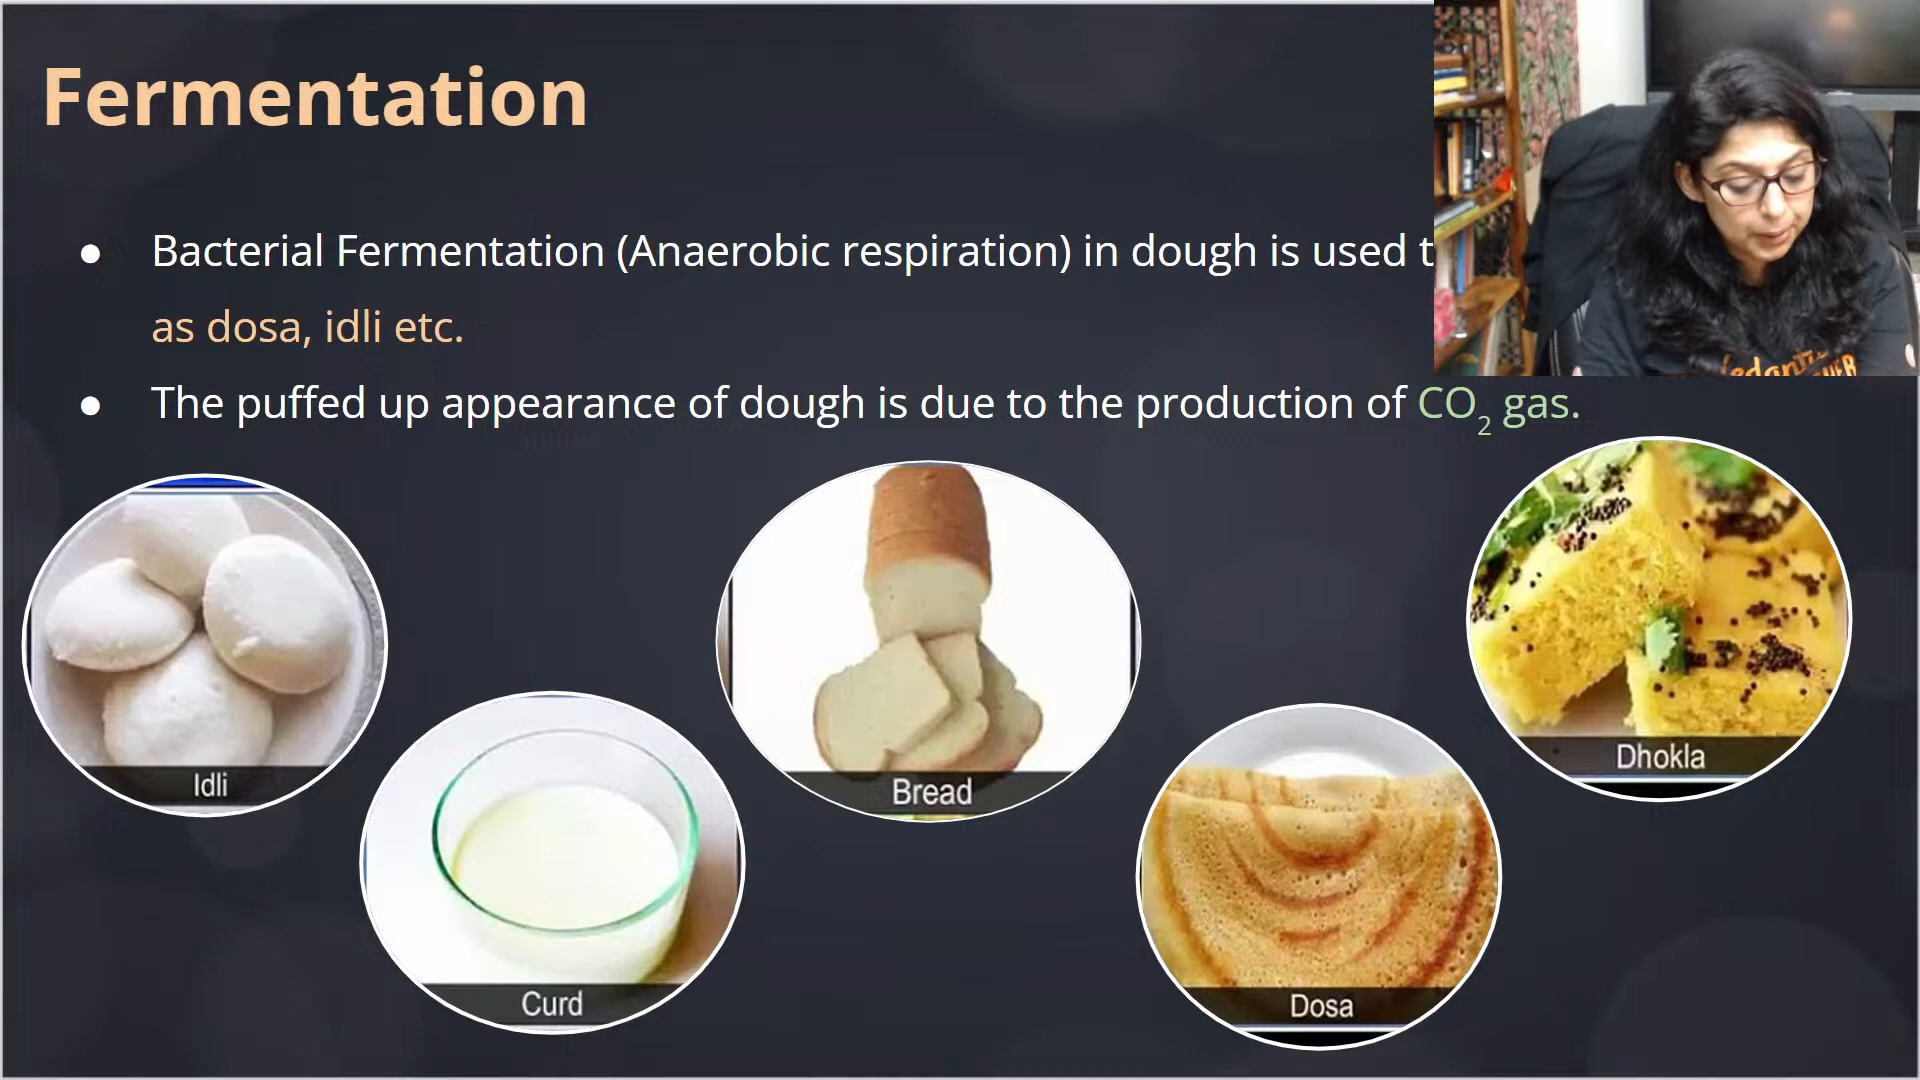 Fermentation
● Bacterial Fermentation (Anaerobic respiration) in dough is used
as dosa, idli etc.
● The puffed up appearance of dough is due to the production of CO₂ gas.
Idli
Bread
Dhokla
Curd
Dosa